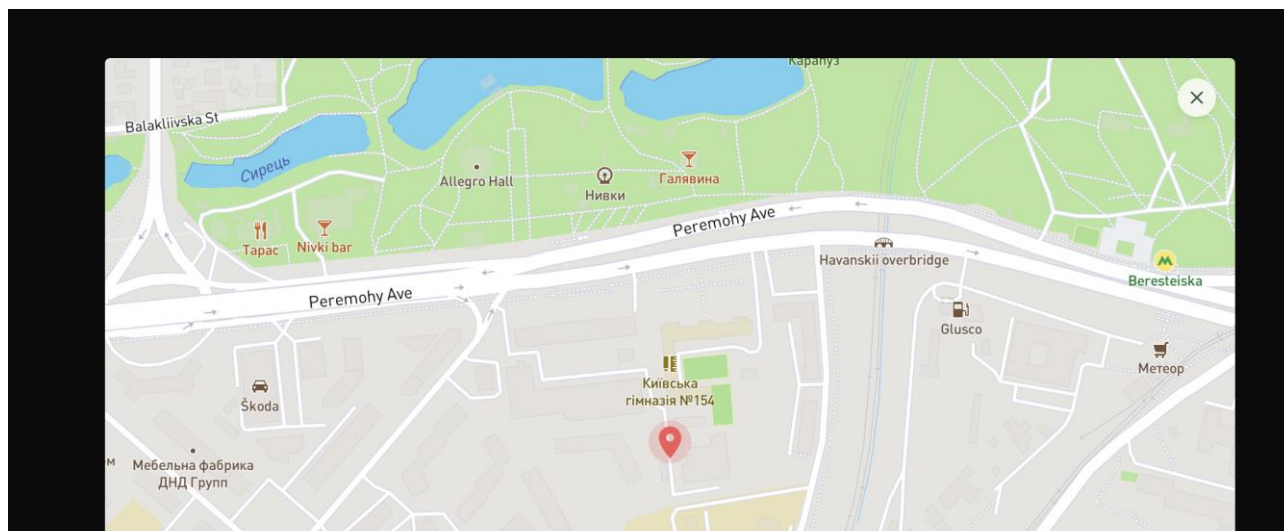 Карапуз
Balakliivska St
Сирець
Allegro Hall
Нивки
Галявина
Тарас
Nivki bar
Peremohy Ave
Havanskii overbridge
Beresteiska
Peremohy Ave
Glusco
Метеор
Škoda
Київська
гімназія №154
Мебельна фабрика
ДНД Групп